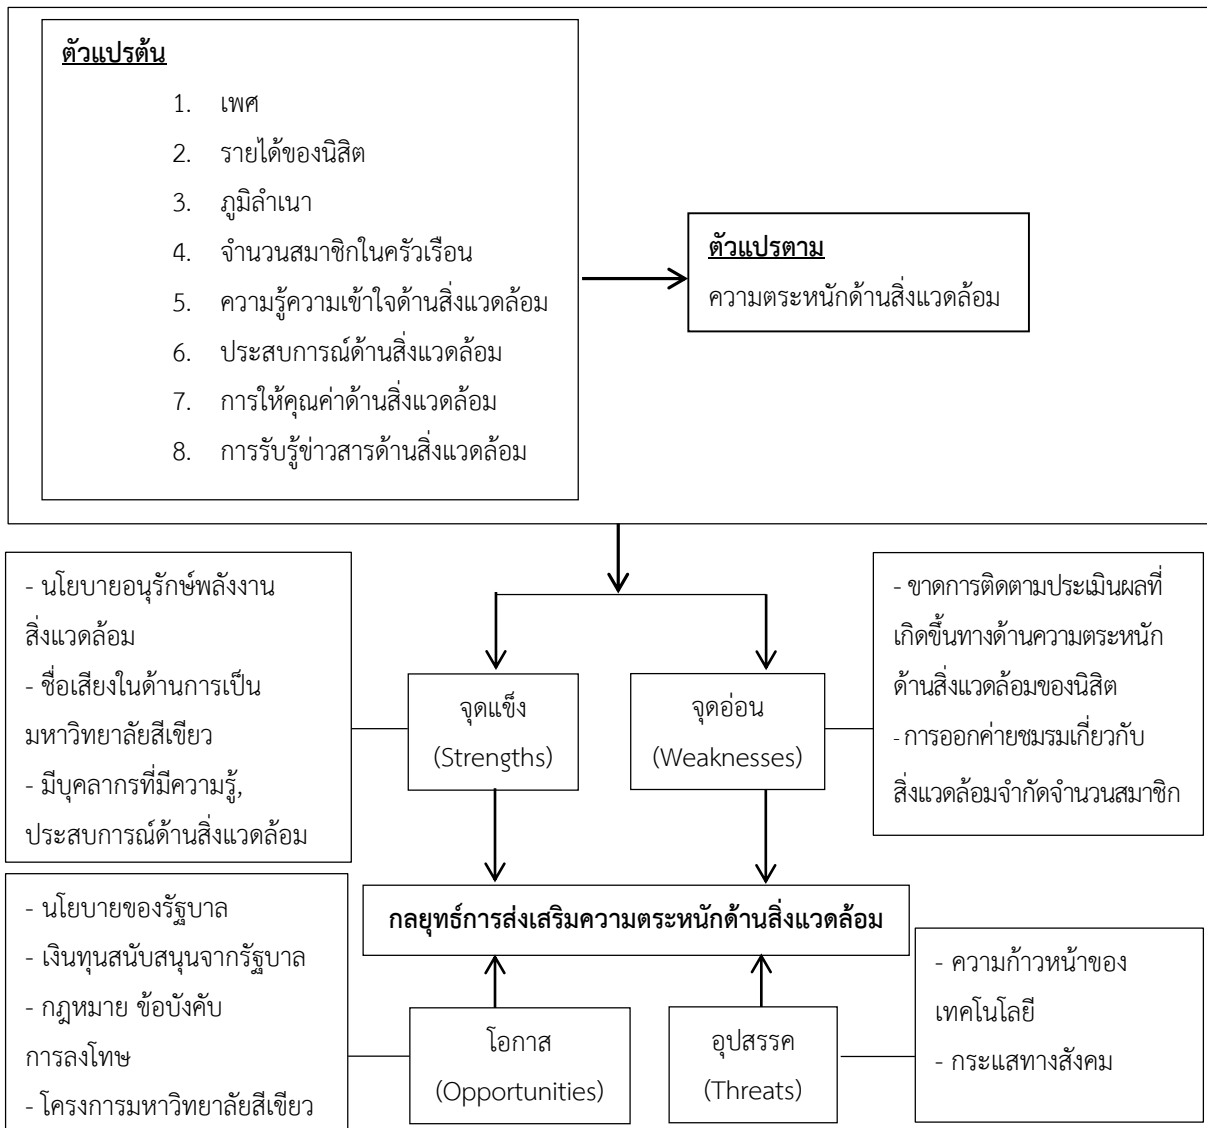 ตัวแปรต้น
1. เพศ
2. รายได้ของนิสิต
3. ภูมิลำเนา
4. จำนวนสมาชิกในครัวเรือน
5. ความรู้ความเข้าใจด้านสิ่งแวดล้อม
6. ประสบการณ์ด้านสิ่งแวดล้อม
7. การให้คุณค่าด้านสิ่งแวดล้อม
8. การรับรู้ข่าวสารด้านสิ่งแวดล้อม
ตัวแปรตาม
ความตระหนักด้านสิ่งแวดล้อม
- นโยบายอนุรักษ์พลังงาน
สิ่งแวดล้อม
- ชื่อเสียงในด้านการเป็น
มหาวิทยาลัยสีเขียว
- มีบุคลากรที่มีความรู้,
ประสบการณ์ด้านสิ่งแวดล้อม
จุดแข็ง
(Strengths)
จุดอ่อน
(Weaknesses)
- ขาดการติดตามประเมินผลที่
เกิดขึ้นทางด้านความตระหนัก
ด้านสิ่งแวดล้อมของนิสิต
- การออกค่ายชมรมเกี่ยวกับ
สิ่งแวดล้อมจำกัดจำนวนสมาชิก
กลยุทธ์การส่งเสริมความตระหนักด้านสิ่งแวดล้อม
- นโยบายของรัฐบาล
- เงินทุนสนับสนุนจากรัฐบาล
- กฎหมาย ข้อบังคับ
การลงโทษ
- โครงการมหาวิทยาลัยสีเขียว
โอกาส
(Opportunities)
อุปสรรค
(Threats)
- ความก้าวหน้าของ
เทคโนโลยี
- กระแสทางสังคม